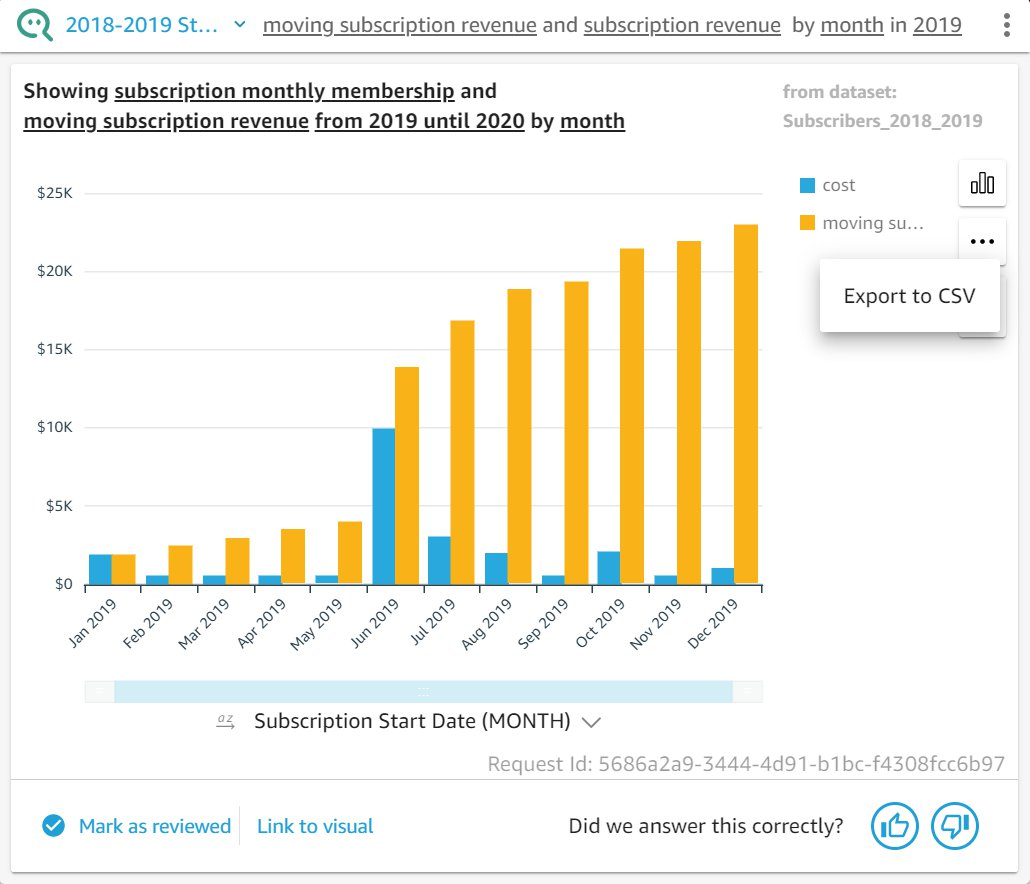 2018-2019 St... moving subscription revenue and subscription revenue by month in 2019
Showing subscription monthly membership and
moving subscription revenue from 2019 until 2020 by month
from dataset:
Subscribers_2018_2019
cost
moving su...
Export to CSV
$25K
$20K
$15K
$10K
$5K
$0
Jan 2019
Feb 2019
Mar 2019
Apr 2019
May 2019
Jun 2019
Jul 2019
Aug 2019
Sep 2019
Oct 2019
Nov 2019
Dec 2019
az Subscription Start Date (MONTH)
Request Id: 5686a2a9-3444-4d91-b1bc-f4308fcc6b97
Mark as reviewed
Link to visual
Did we answer this correctly?